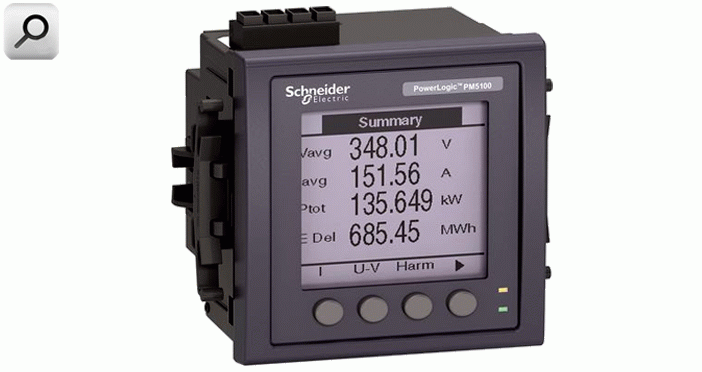 Schneider
Electric
PowerLogic™ PM5100
Summary
Vavg 348.01 V
avg 151.56 A
Ptot 135.649 kW
E Del 685.45 MWh
I U-V Harm ▶